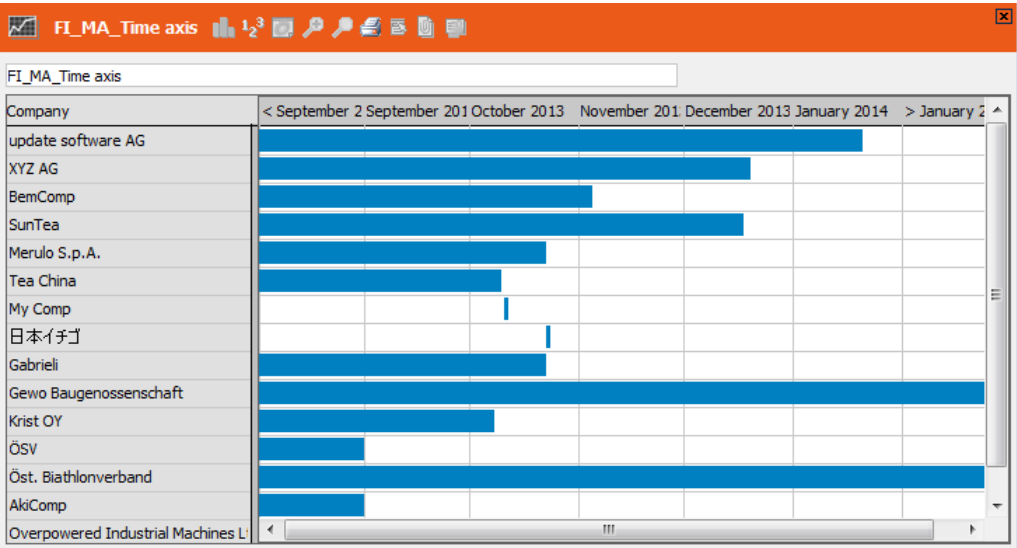 FI_MA_Time axis
FI_MA_Time axis
Company < September 2 September 201 October 2013 November 201 December 2013 January 2014 > January 2
update software AG
XYZ AG
BemComp
SunTea
Merulo S.p.A.
Tea China
My Comp
日本イチゴ
Gabrieli
Gewo Baugenossenschaft
Krist OY
ÖSV
Öst. Biathlonverband
AkiComp
Overpowered Industrial Machines L